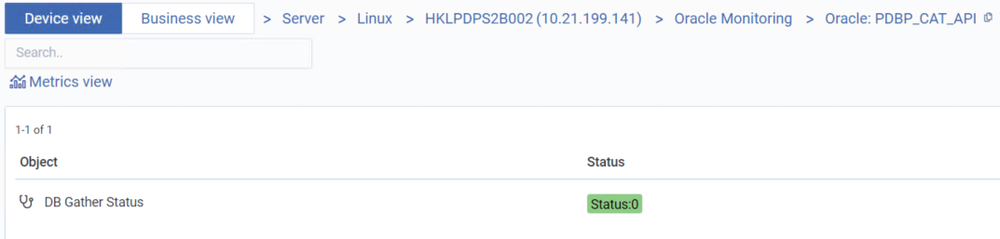 Device view Business view > Server > Linux > HKLPDPS2B002 (10.21.199.141) > Oracle Monitoring > Oracle: PDBP_CAT_API
Search..
Metrics view
1-1 of 1
Object Status
DB Gather Status Status:0